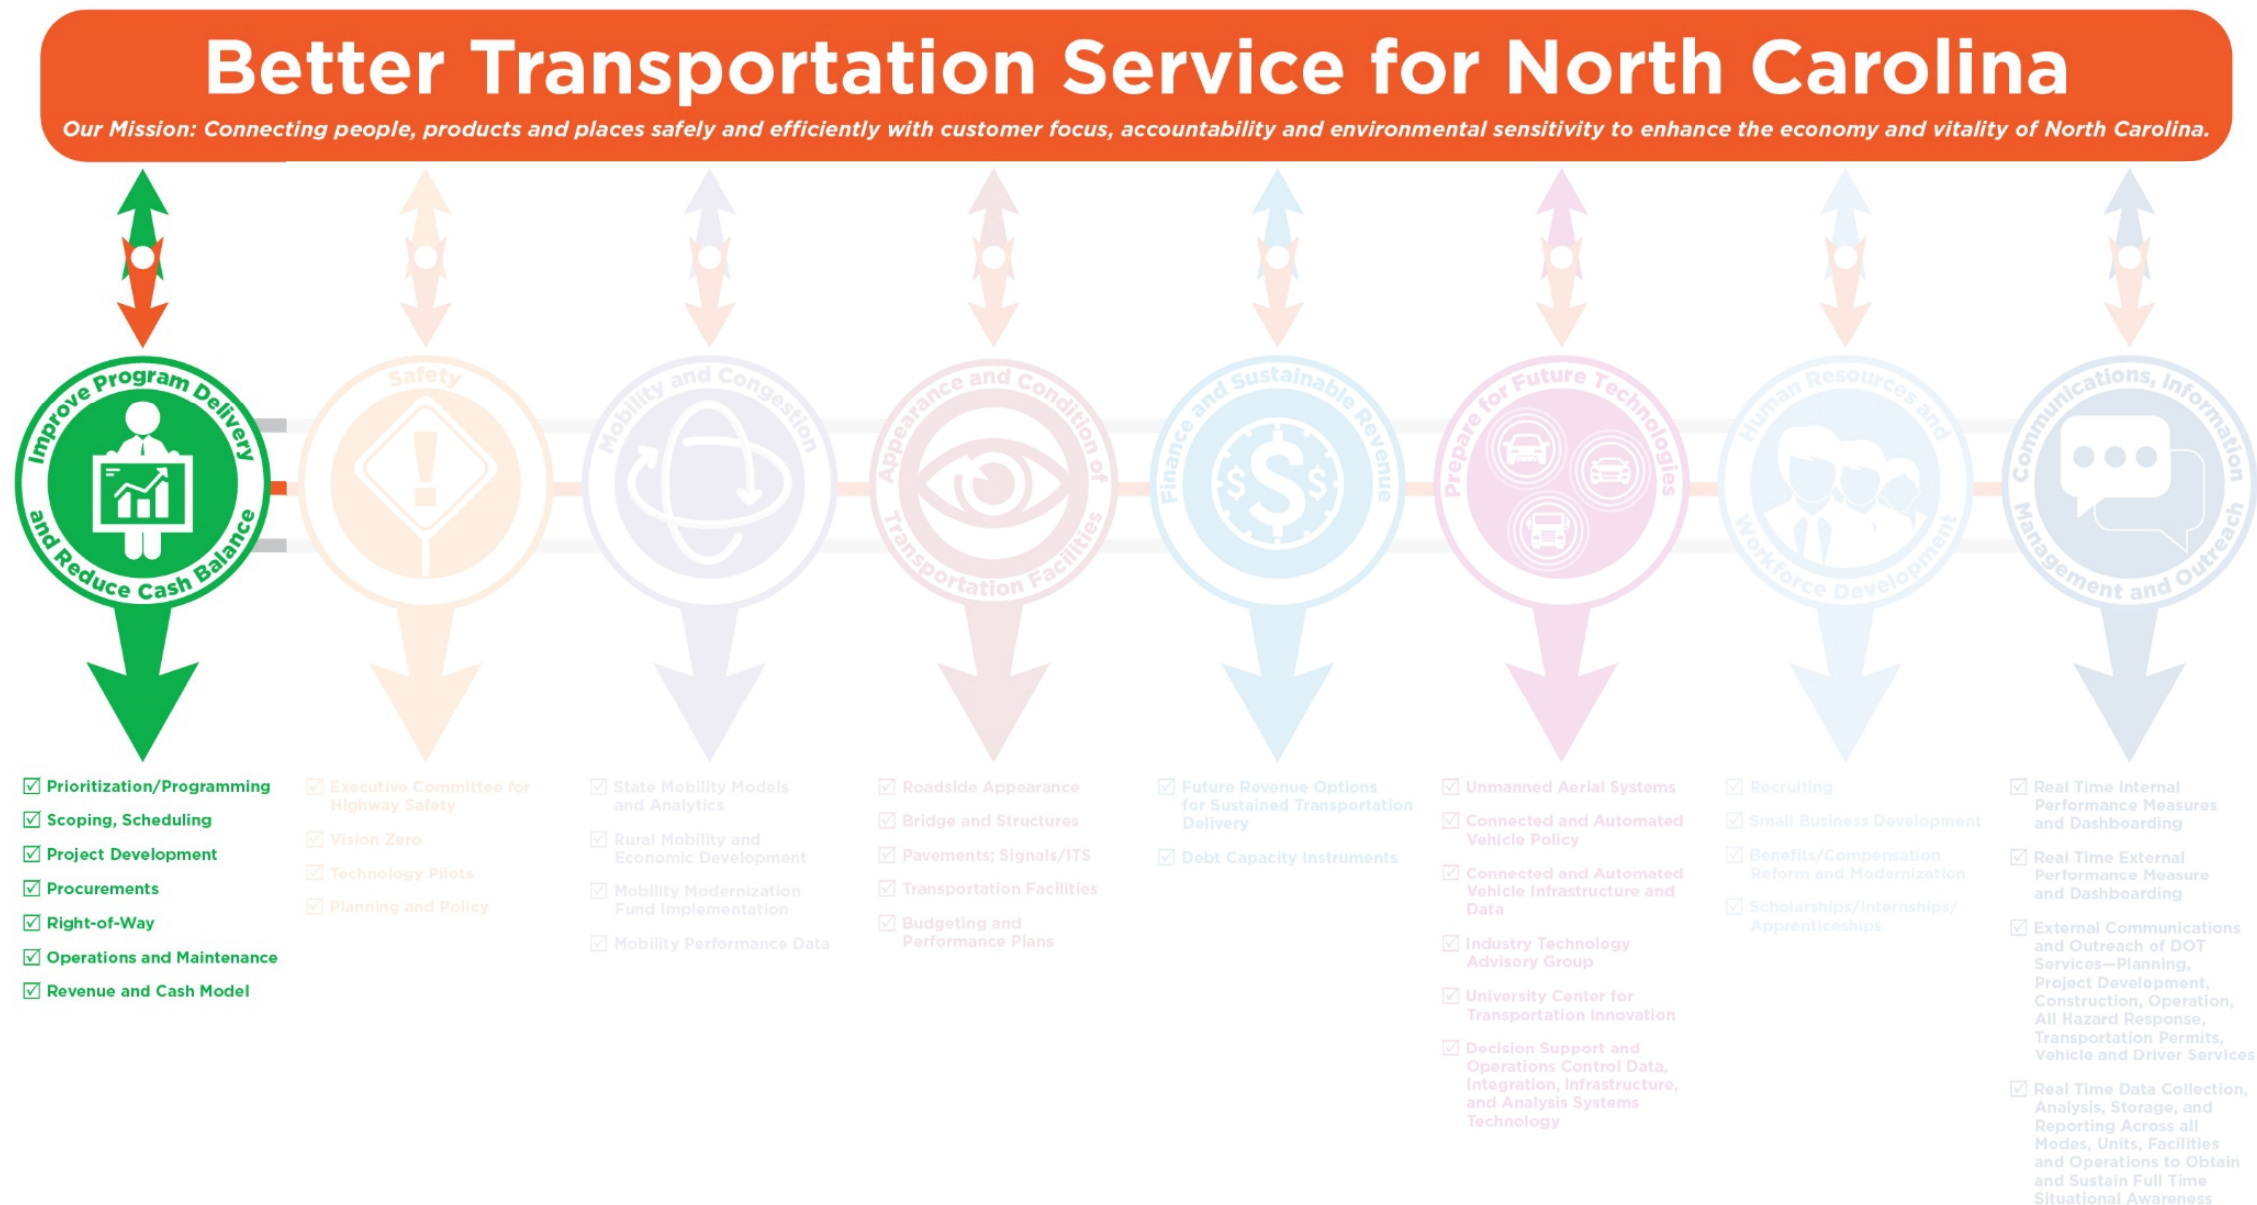 Better Transportation Service for North Carolina
Our Mission: Connecting people, products and places safely and efficiently with customer focus, accountability and environmental sensitivity to enhance the economy and vitality of North Carolina.
Improve Program Delivery
and Reduce Cash Balance
Prioritization/Programming
Scoping, Scheduling
Project Development
Procurements
Right-of-Way
Operations and Maintenance
Revenue and Cash Model
Safety
Executive Committee for
Highway Safety
Vision Zero
Technology Pilots
Planning and Policy
Mobility and Congestion
State Mobility Models
and Analytics
Rural Mobility and
Economic Development
Mobility Modernization
Fund Implementation
Mobility Performance Data
Appearance and Condition of
Transportation Facilities
Roadside Appearance
Bridge and Structures
Pavements; Signals/ITS
Transportation Facilities
Budgeting and
Performance Plans
Finance and Sustainable Revenue
Future Revenue Options
for Sustained Transportation
Delivery
Debt Capacity Instruments
Prepare for Future Technologies
Unmanned Aerial Systems
Connected and Automated
Vehicle Policy
Connected and Automated
Vehicle Infrastructure and
Data
Industry Technology
Advisory Group
University Center for
Transportation Innovation
Decision Support and
Operations Control Data,
Integration, Infrastructure,
and Analysis Systems
Technology
Human Resources and
Workforce Development
Recruiting
Small Business Development
Benefits/Compensation
Reform and Modernization
Scholarships/Internships/
Apprenticeships
Communications, Information
Management and Outreach
Real Time Internal
Performance Measures
and Dashboarding
Real Time External
Performance Measure
and Dashboarding
External Communications
and Outreach of DOT
Services—Planning,
Project Development,
Construction, Operation,
All Hazard Response,
Transportation Permits,
Vehicle and Driver Services
Real Time Data Collection,
Analysis, Storage, and
Reporting Across all
Modes, Units, Facilities
and Operations to Obtain
and Sustain Full Time
Situational Awareness